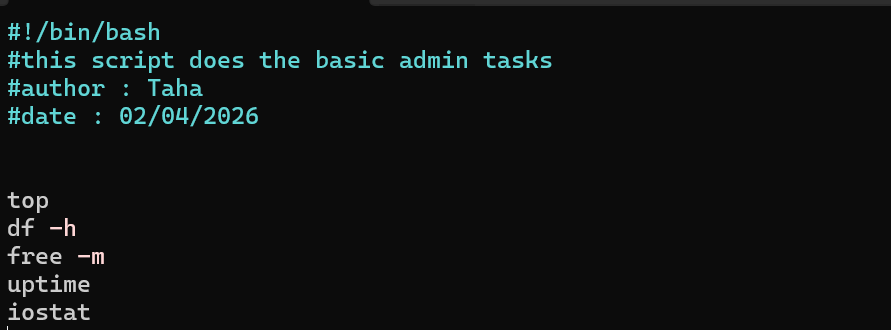 #!/bin/bash
#this script does the basic admin tasks
#author : Taha
#date : 02/04/2026
top
df -h
free -m
uptime
iostat